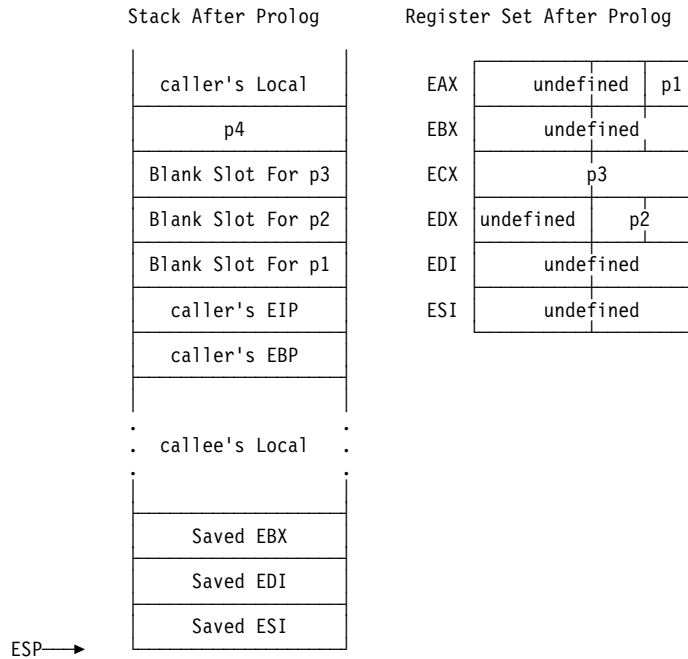 Stack After Prolog
Register Set After Prolog
caller's Local
p4
Blank Slot For p3
Blank Slot For p2
Blank Slot For p1
caller's EIP
caller's EBP
callee's Local
Saved EBX
Saved EDI
Saved ESI
ESP
EAX undefined p1
EBX undefined
ECX p3
EDX undefined p2
EDI undefined
ESI undefined